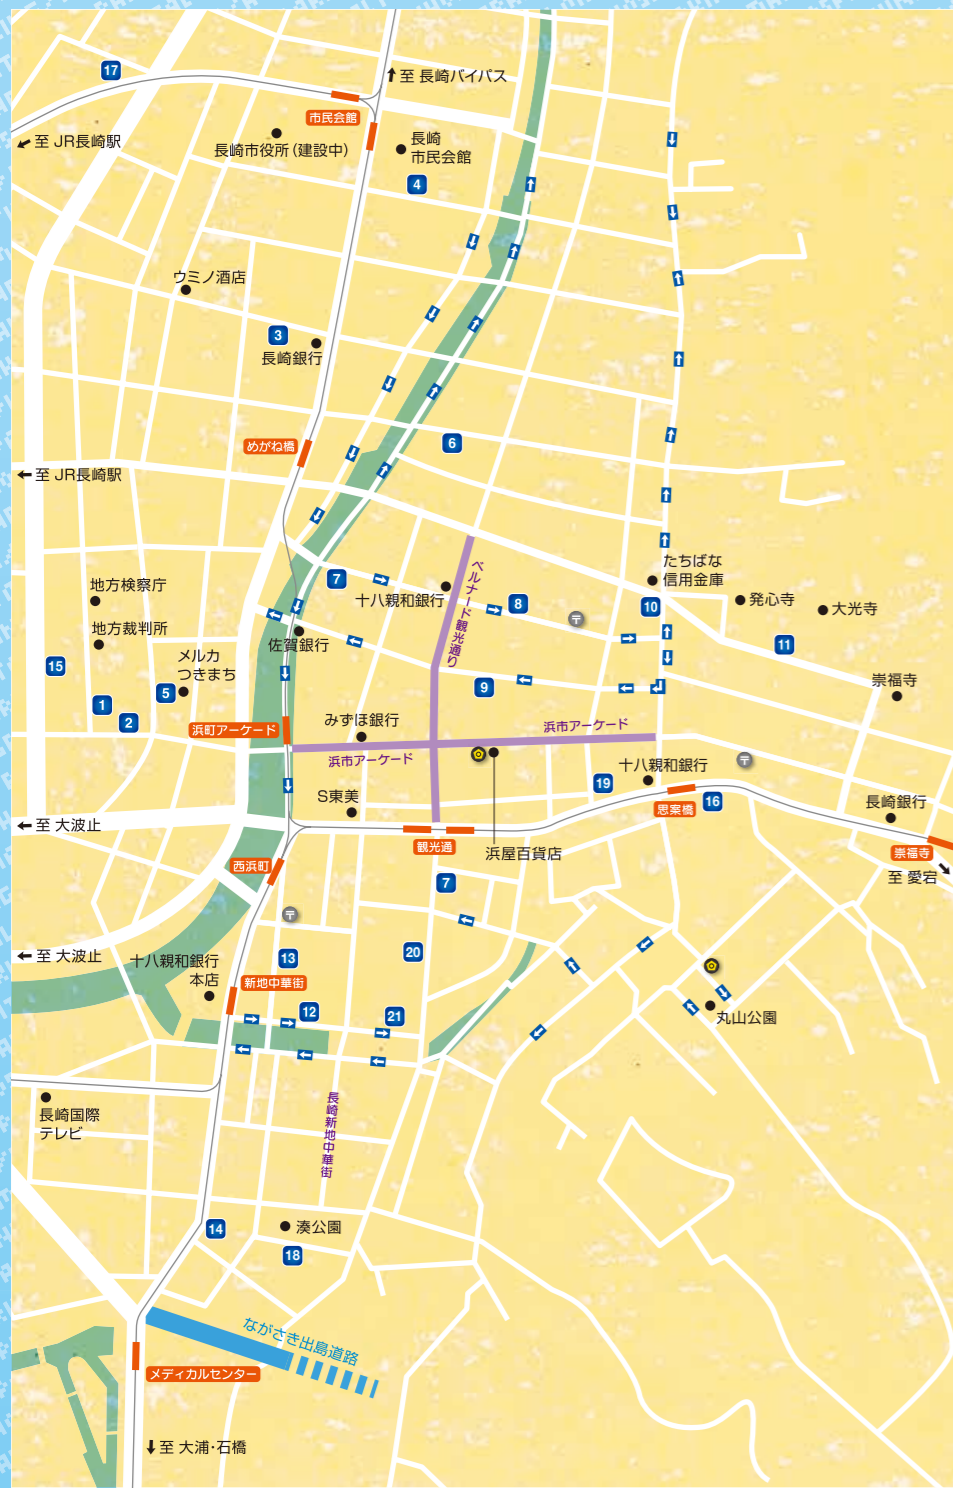 17
至 長崎バイパス
市民会館
至 JR長崎駅
長崎市役所(建設中)
長崎
市民会館
4
ウミノ酒店
3
長崎銀行
めがね橋
6
至 JR長崎駅
ベルナード観光通り
地方検察庁
7
十八親和銀行
8
〒
たちばな
信用金庫
10
発心寺
大光寺
地方裁判所
佐賀銀行
11
15
メルカ
つきまち
5
1
2
9
崇福寺
浜町アーケード
みずほ銀行
浜市アーケード
浜市アーケード
十八親和銀行
〒
S東美
19
思案橋
16
長崎銀行
至 大波止
観光通
浜屋百貨店
崇福寺
至 愛宕
西浜町
7
〒
至 大波止
十八親和銀行
本店
13
20
新地中華街
12
21
丸山公園
長崎国際
テレビ
長崎新地中華街
14
湊公園
18
ながさき出島道路
メディカルセンター
至 大浦・石橋